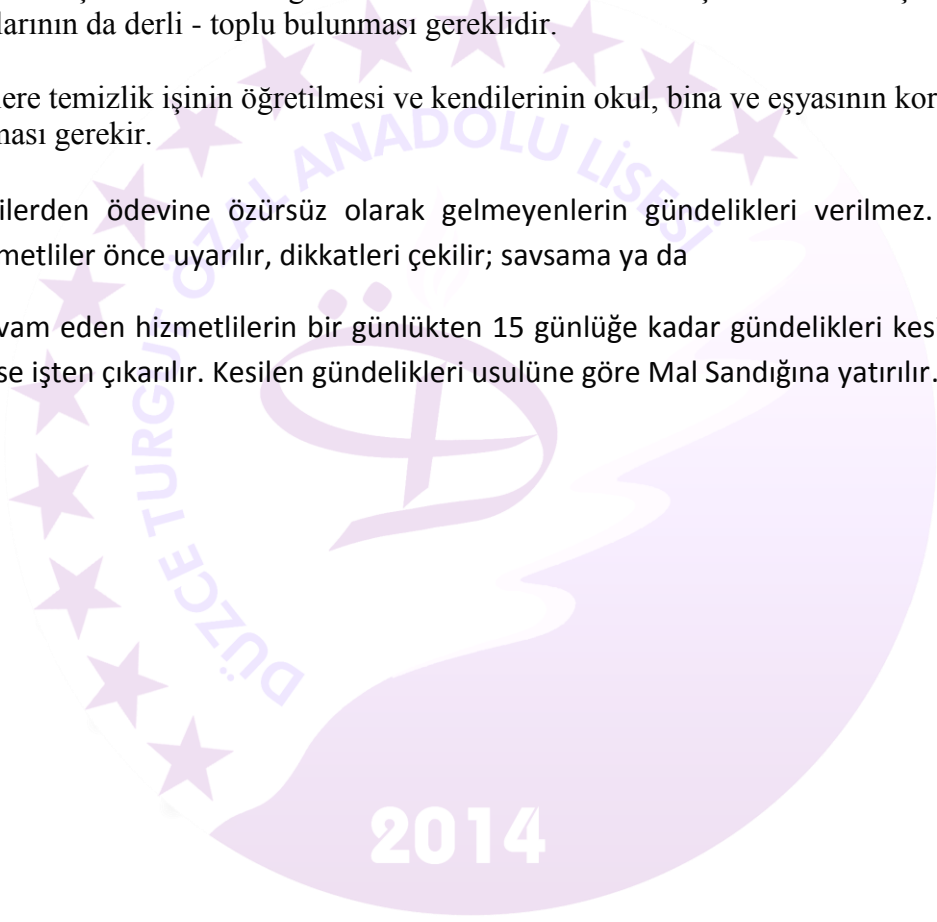 larının da derli - toplu bulunması gereklidir.
lere temizlik işinin öğretilmesi ve kendilerinin okul, bina ve eşyasının kor
ması gerekir.
ilerden ödevine özürsüz olarak gelmeyenlerin gündelikleri verilmez.
metliler önce uyarılır, dikkatleri çekilir; savsama ya da
vam eden hizmetlilerin bir günlükten 15 günlüğe kadar gündelikleri kesi
se işten çıkarılır. Kesilen gündelikleri usulüne göre Mal Sandığına yatırılır.
DÜZCE TURGUT ÖZAL ANADOLU LİSESİ
2014